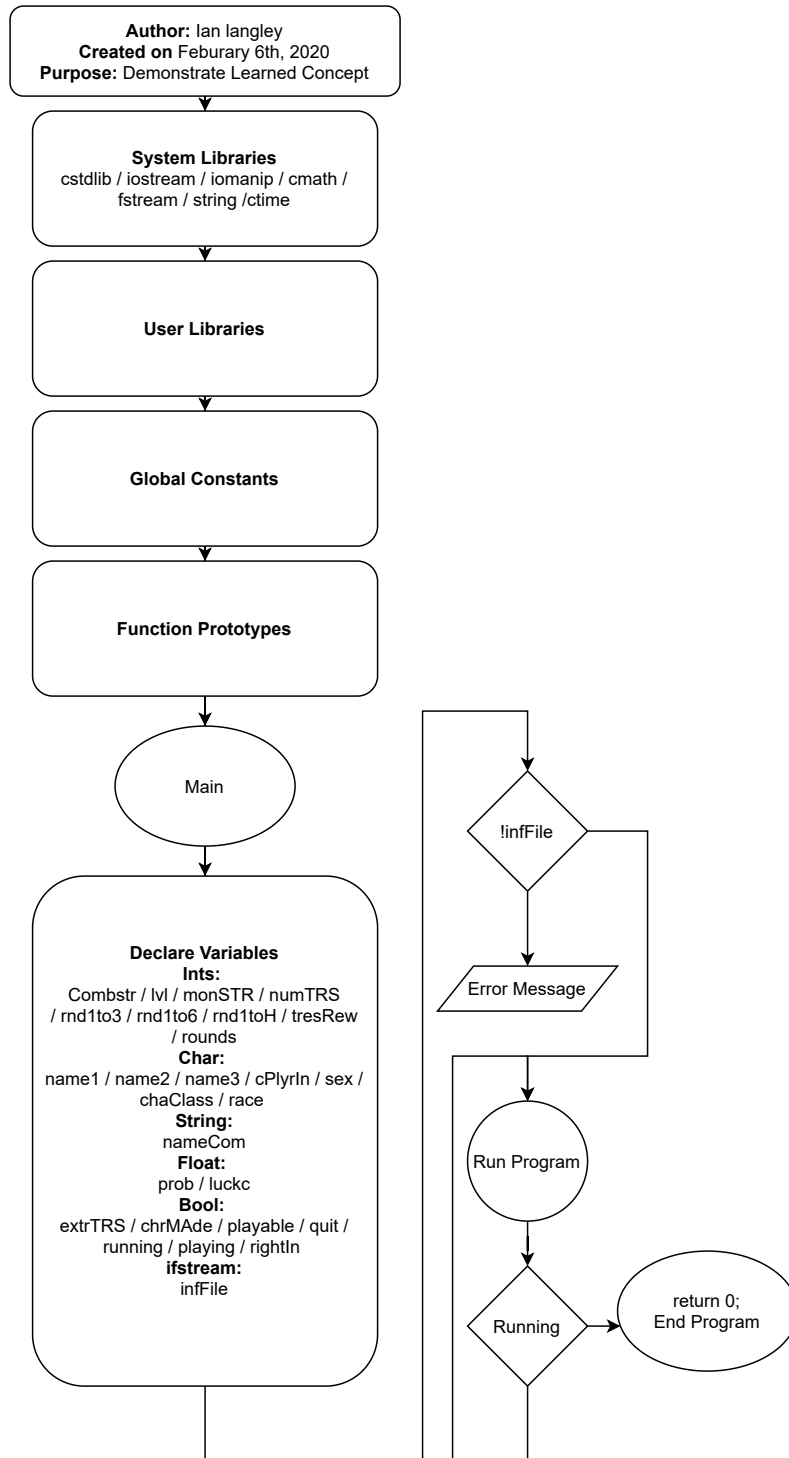 Author: Ian langley
Created on Feburary 6th, 2020
Purpose: Demonstrate Learned Concept
System Libraries
cstdlib / iostream / iomanip / cmath /
fstream / string /ctime
User Libraries
Global Constants
Function Prototypes
Main
Declare Variables
Ints:
Combstr / lvl / monSTR / numTRS
/ rnd1to3 / rnd1to6 / rnd1toH / tresRew
/ rounds
Char:
name1 / name2 / name3 / cPlyrIn / sex /
chaClass / race
String:
nameCom
Float:
prob / luckc
Bool:
extrTRS / chrMAde / playable / quit /
running / playing / rightIn
ifstream:
infFile
!infFile
Error Message
Run Program
Running
return 0;
End Program